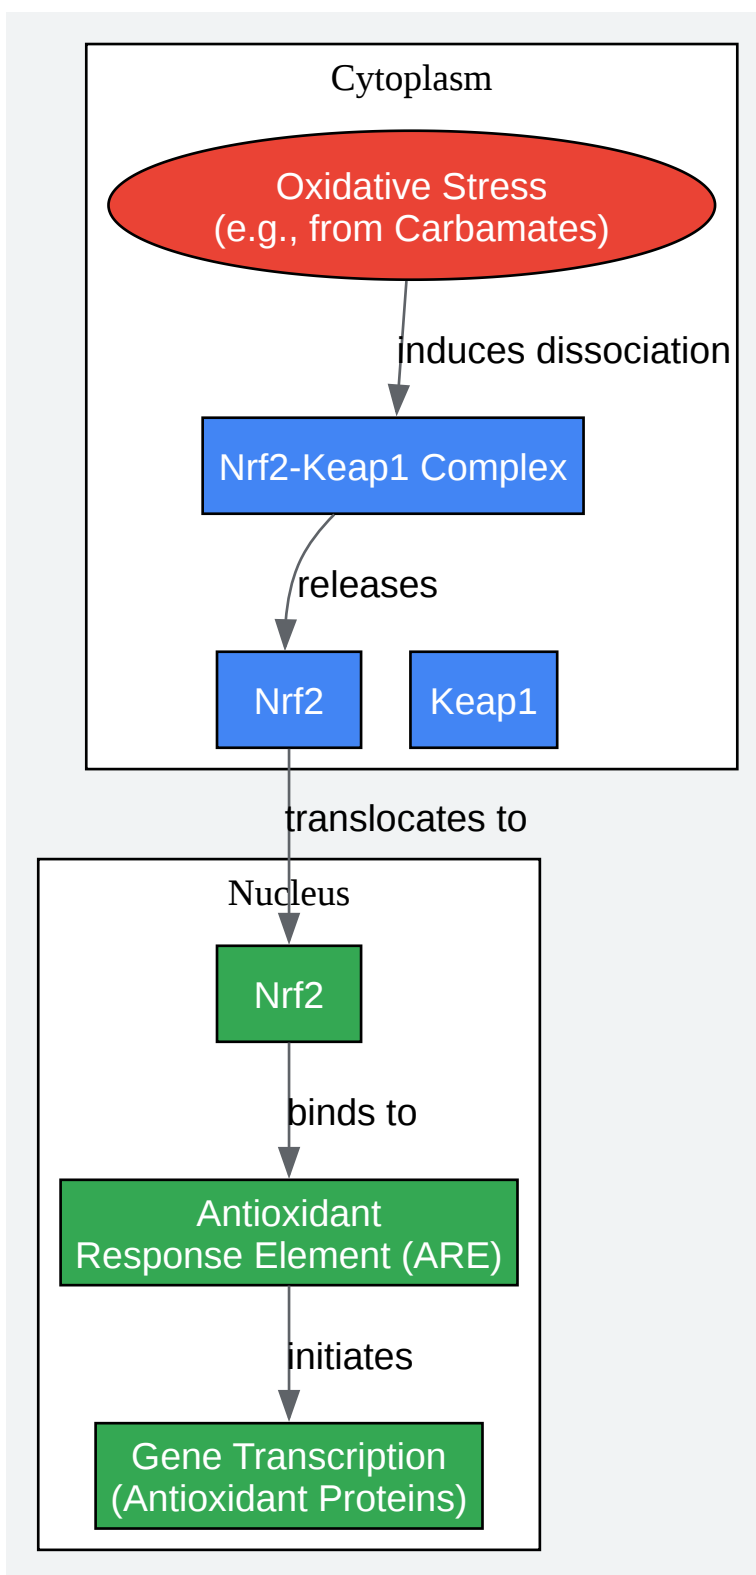 Cytoplasm
Oxidative Stress
(e.g., from Carbamates)
induces dissociation
Nrf2-Keap1 Complex
releases
Nrf2
Keap1
translocates to
Nucleus
Nrf2
binds to
Antioxidant
Response Element (ARE)
initiates
Gene Transcription
(Antioxidant Proteins)